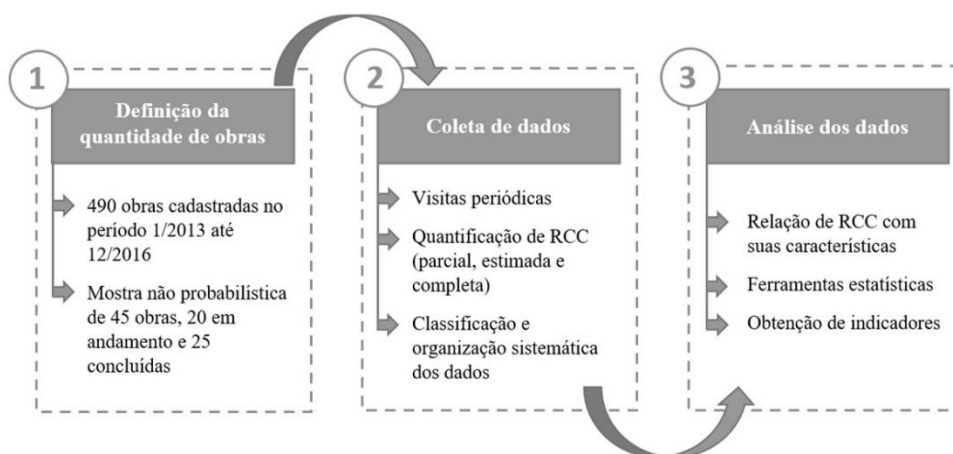 1
Definição da
quantidade de obras
490 obras cadastradas no
período 1/2013 até
12/2016
Mostra não probabilística
de 45 obras, 20 em
andamento e 25
concluídas
2
Coleta de dados
Visitas periódicas
Quantificação de RCC
(parcial, estimada e
completa)
Classificação e
organização sistemática
dos dados
3
Análise dos dados
Relação de RCC com
suas características
Ferramentas estatísticas
Obtenção de indicadores